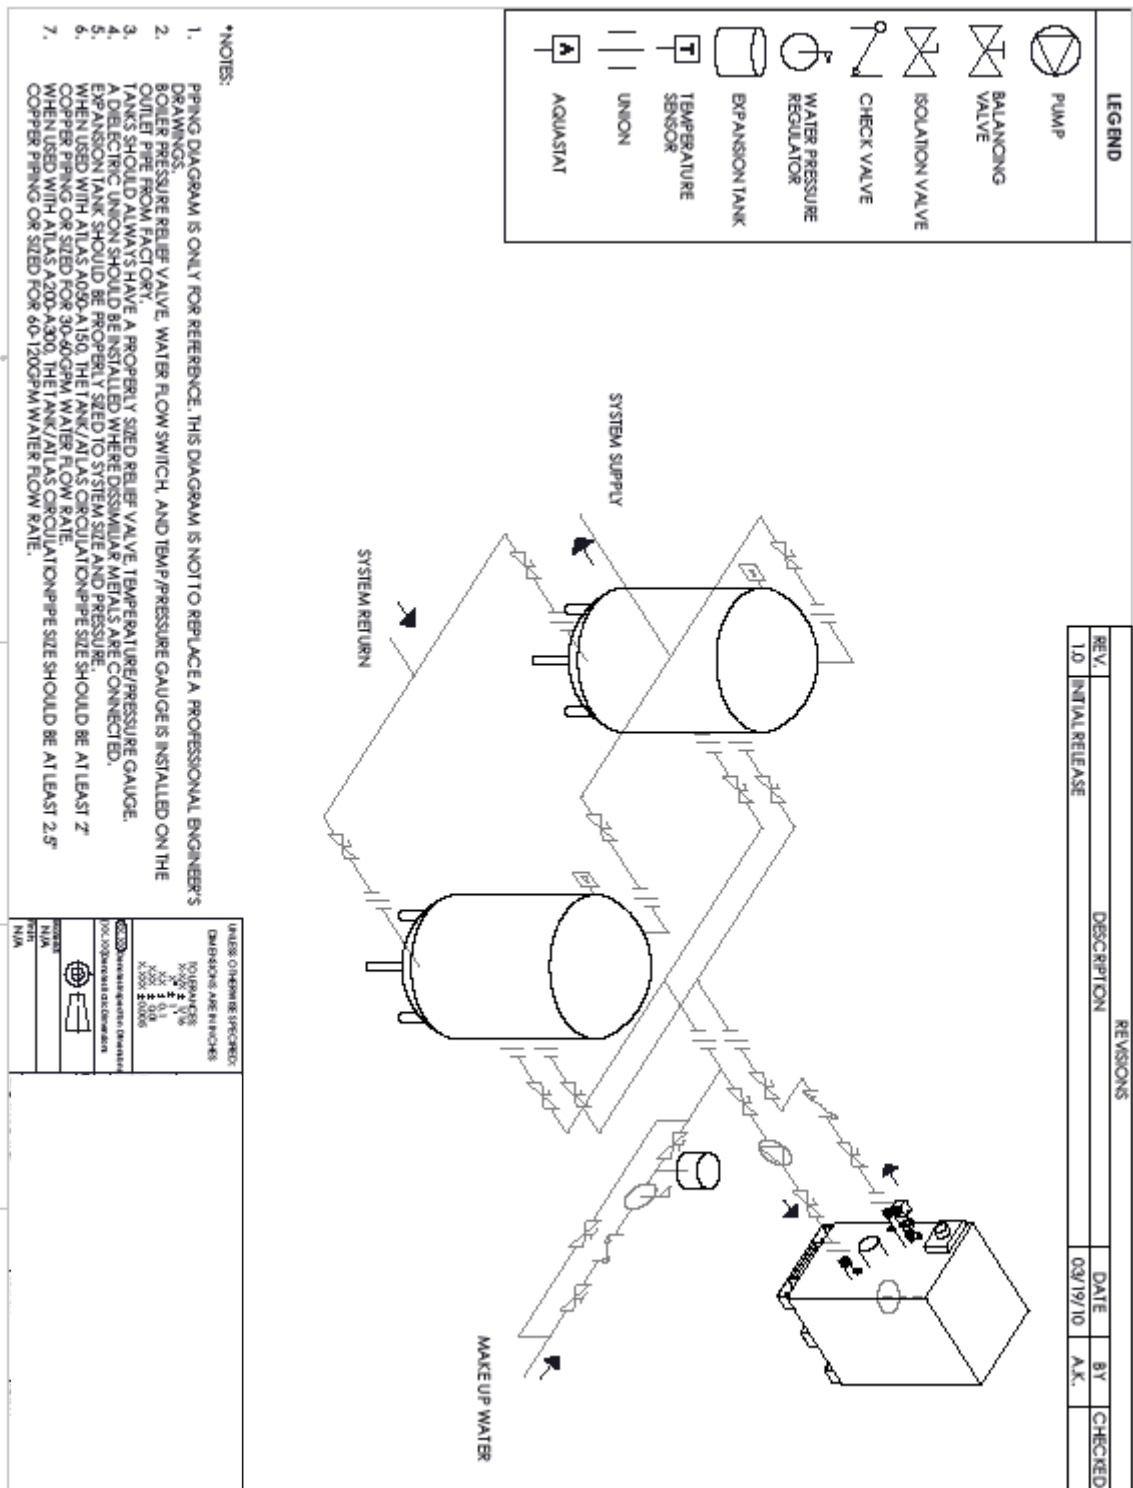 LEGEND
PUMP
BALANCING
VALVE
ISOLATION VALVE
CHECK VALVE
WATER PRESSURE
REGULATOR
EXPANSION TANK
T
TEMPERATURE
SENSOR
UNION
A
AQUASTAT
REVISIONS
REV. DESCRIPTION DATE BY CHECKED
1.0 INITIAL RELEASE 03/19/10 A.K.
SYSTEM SUPPLY
SYSTEM RETURN
MAKE UP WATER
*NOTES:
1. PIPING DIAGRAM IS ONLY FOR REFERENCE. THIS DIAGRAM IS NOT TO REPLACE A PROFESSIONAL ENGINEER'S
DRAWINGS.
2. BOILER PRESSURE RELIEF VALVE, WATER FLOW SWITCH, AND TEMP/PRESSURE GAUGE IS INSTALLED ON THE
OUTLET PIPE FROM FACTORY.
3. TANKS SHOULD ALWAYS HAVE A PROPERLY SIZED RELIEF VALVE, TEMPERATURE/PRESSURE GAUGE.
4. A DIELECTRIC UNION SHOULD BE INSTALLED WHERE DISSIMILIAR METALS ARE CONNECTED.
5. EXPANSION TANK SHOULD BE PROPERLY SIZED TO SYSTEM SIZE AND PRESSURE.
6. WHEN USED WITH ATLAS A050-A150, THE TANK/ATLAS CIRCULATION PIPE SIZE SHOULD BE AT LEAST 2"
COPPER PIPING OR SIZED FOR 30-60GPM WATER FLOW RATE.
7. WHEN USED WITH ATLAS A200-A300, THE TANK/ATLAS CIRCULATION PIPE SIZE SHOULD BE AT LEAST 2.5"
COPPER PIPING OR SIZED FOR 60-120GPM WATER FLOW RATE.
UNLESS OTHERWISE SPECIFIED:
DIMENSIONS ARE IN INCHES
TOLERANCES:
N/A
N/A